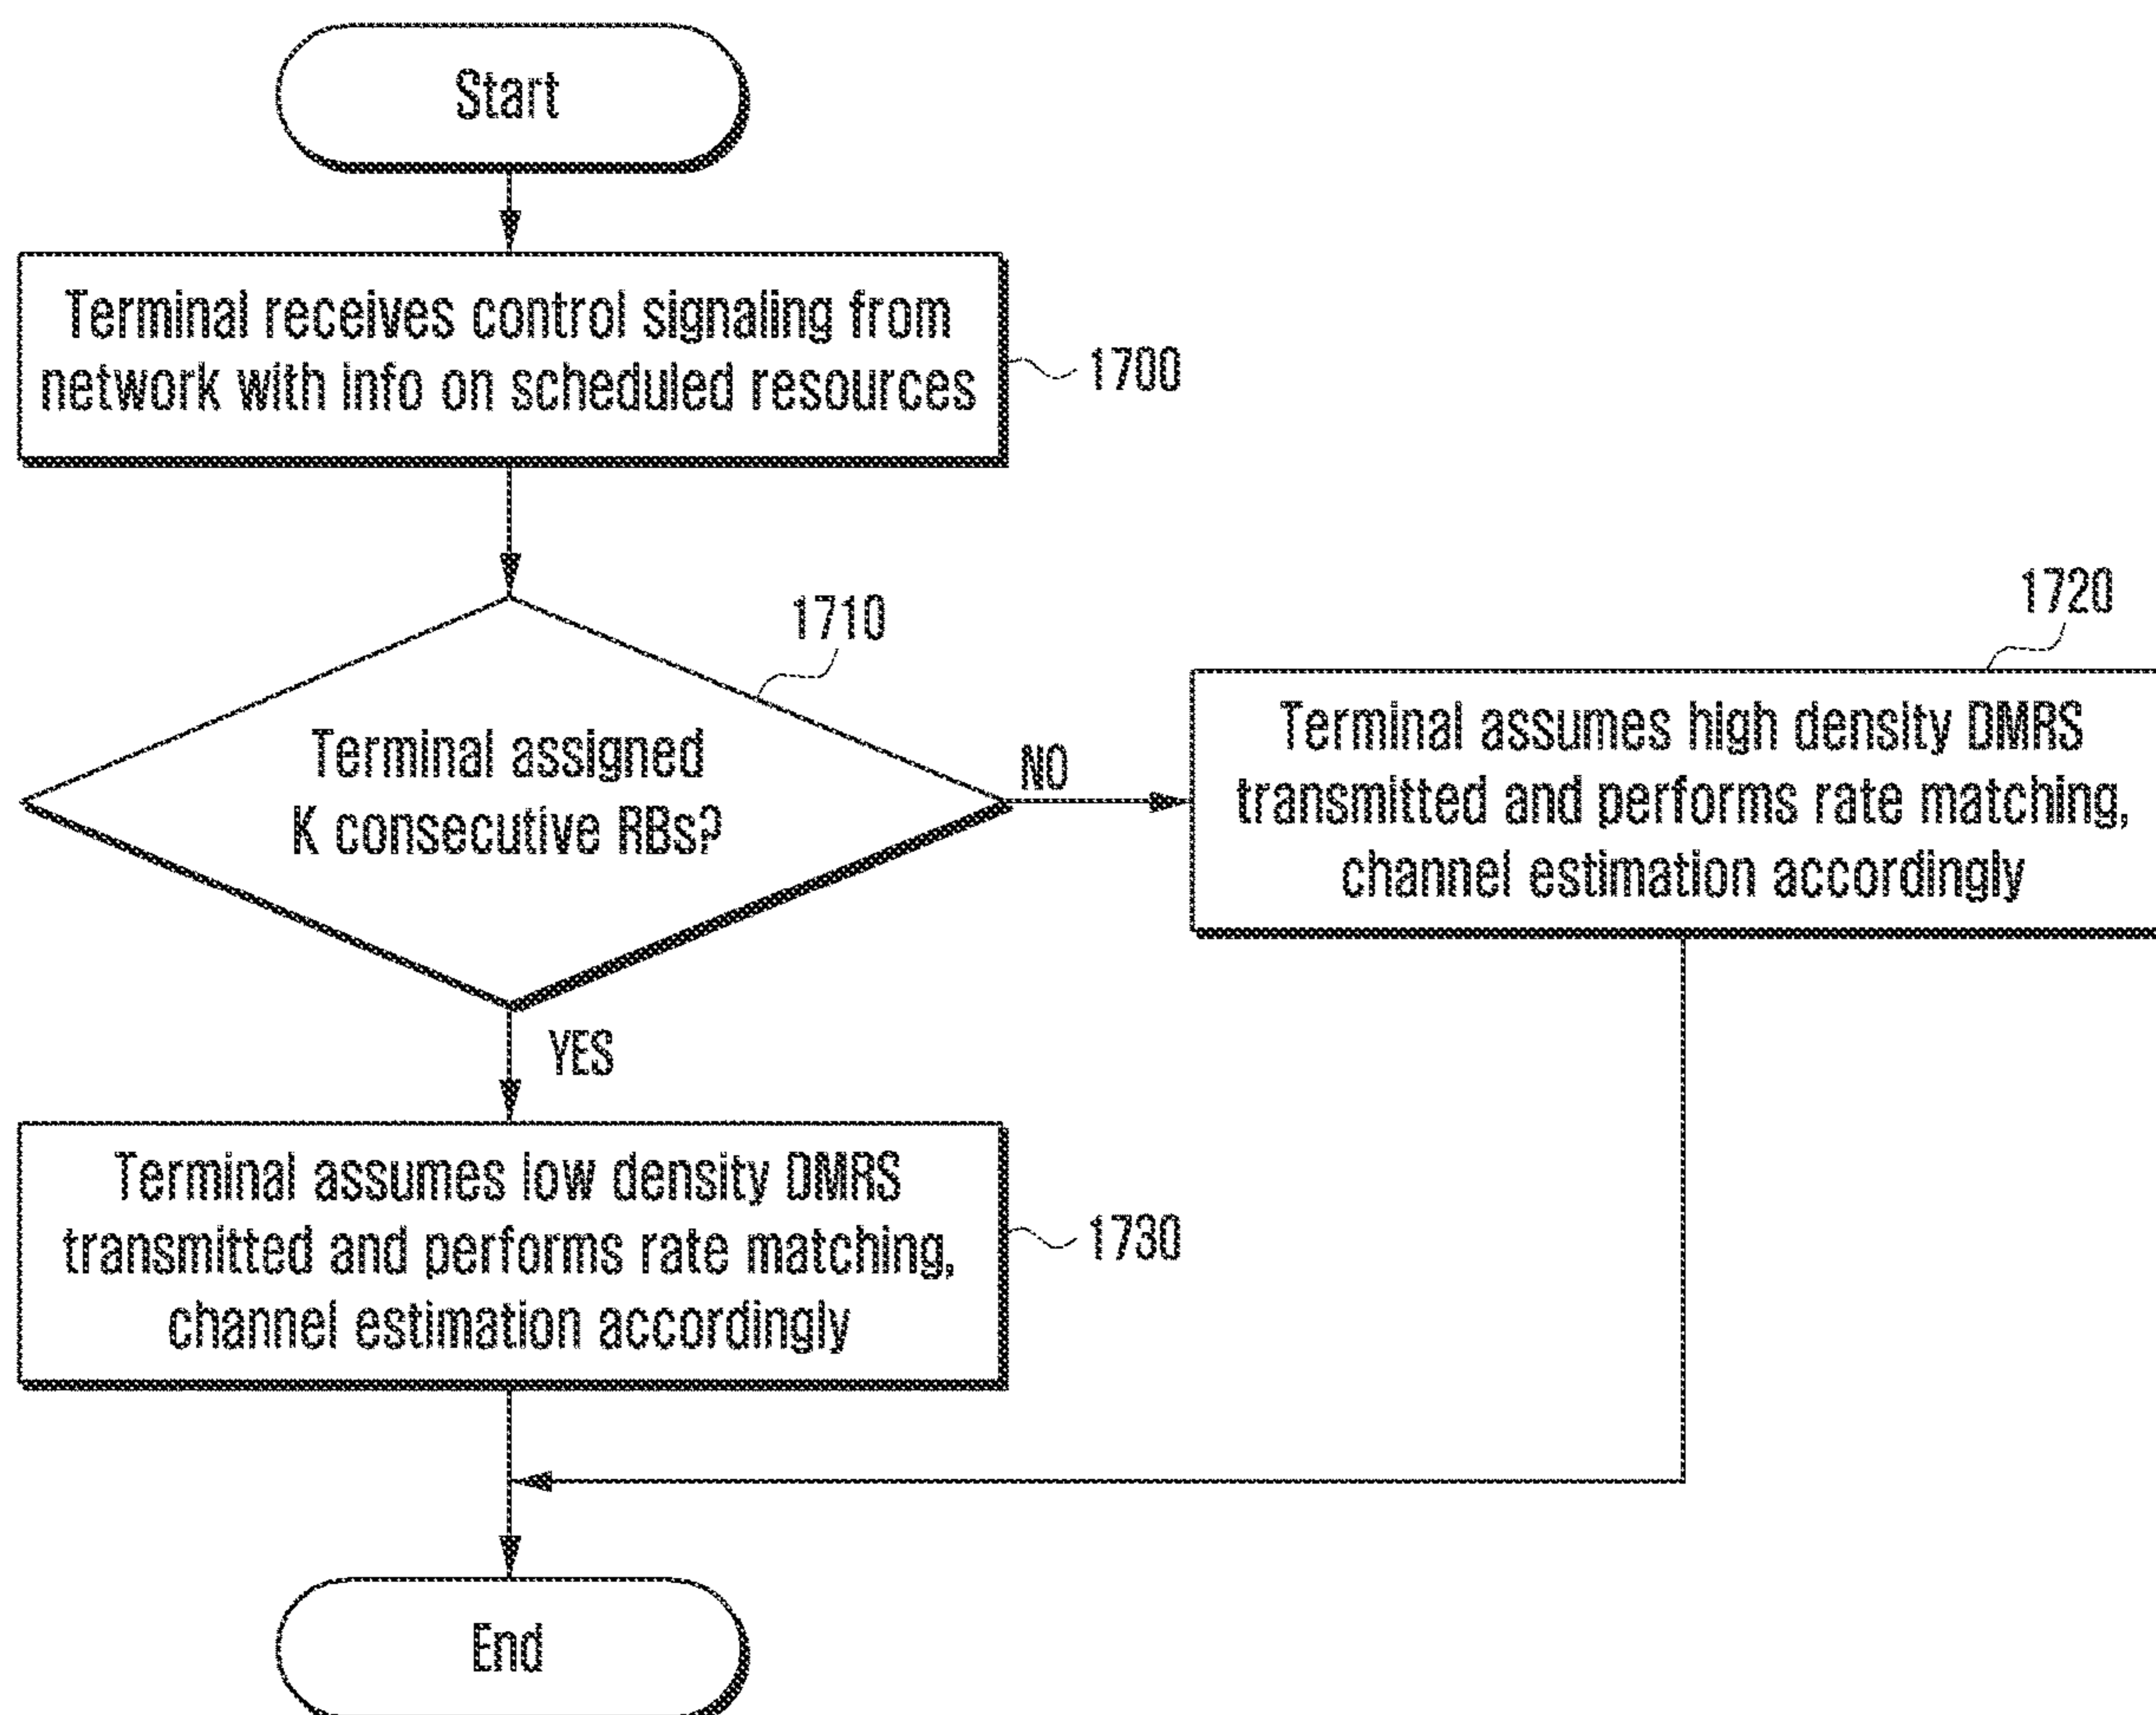 Start
Terminal receives control signaling from
network with info on scheduled resources
1700
1710
Terminal assigned
K consecutive RBs?
NO
1720
Terminal assumes high density DMRS
transmitted and performs rate matching,
channel estimation accordingly
YES
Terminal assumes low density DMRS
transmitted and performs rate matching,
channel estimation accordingly
1730
End